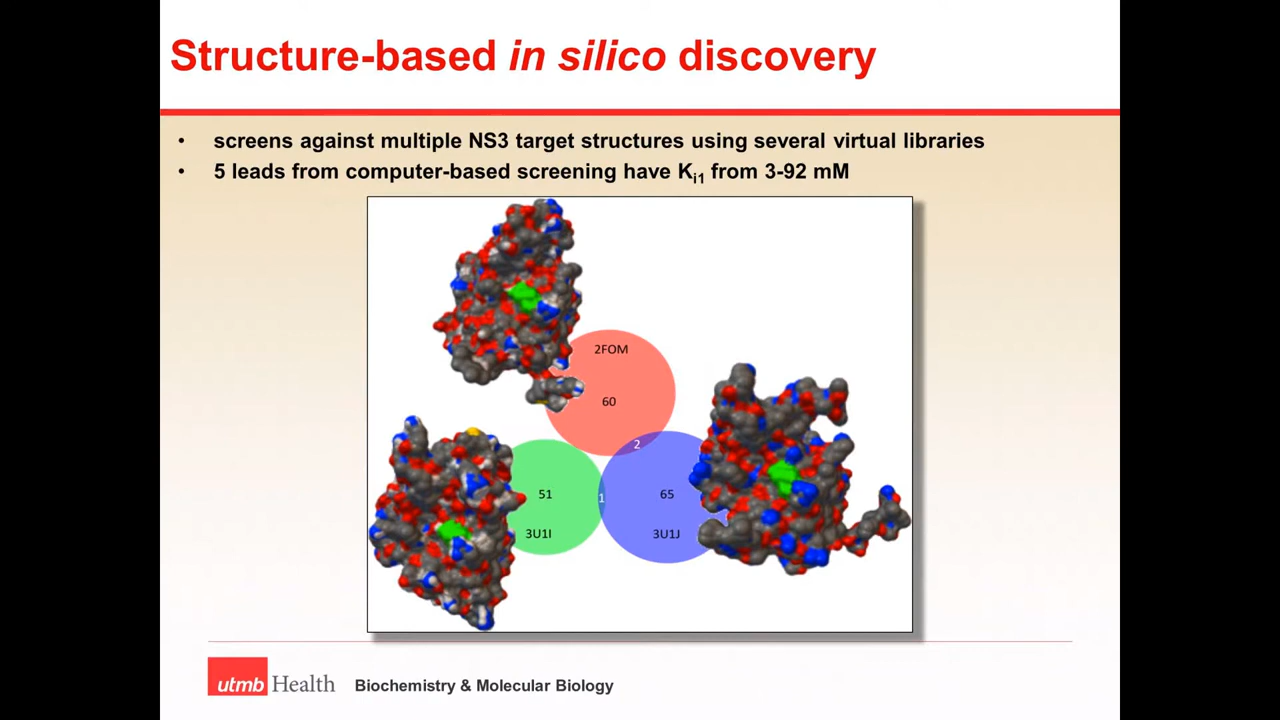 Structure-based in silico discovery
• screens against multiple NS3 target structures using several virtual libraries
• 5 leads from computer-based screening have Ki1 from 3-92 mM
2FOM
60
2
51
1
65
3U1I
3U1J
utmb Health
Biochemistry & Molecular Biology